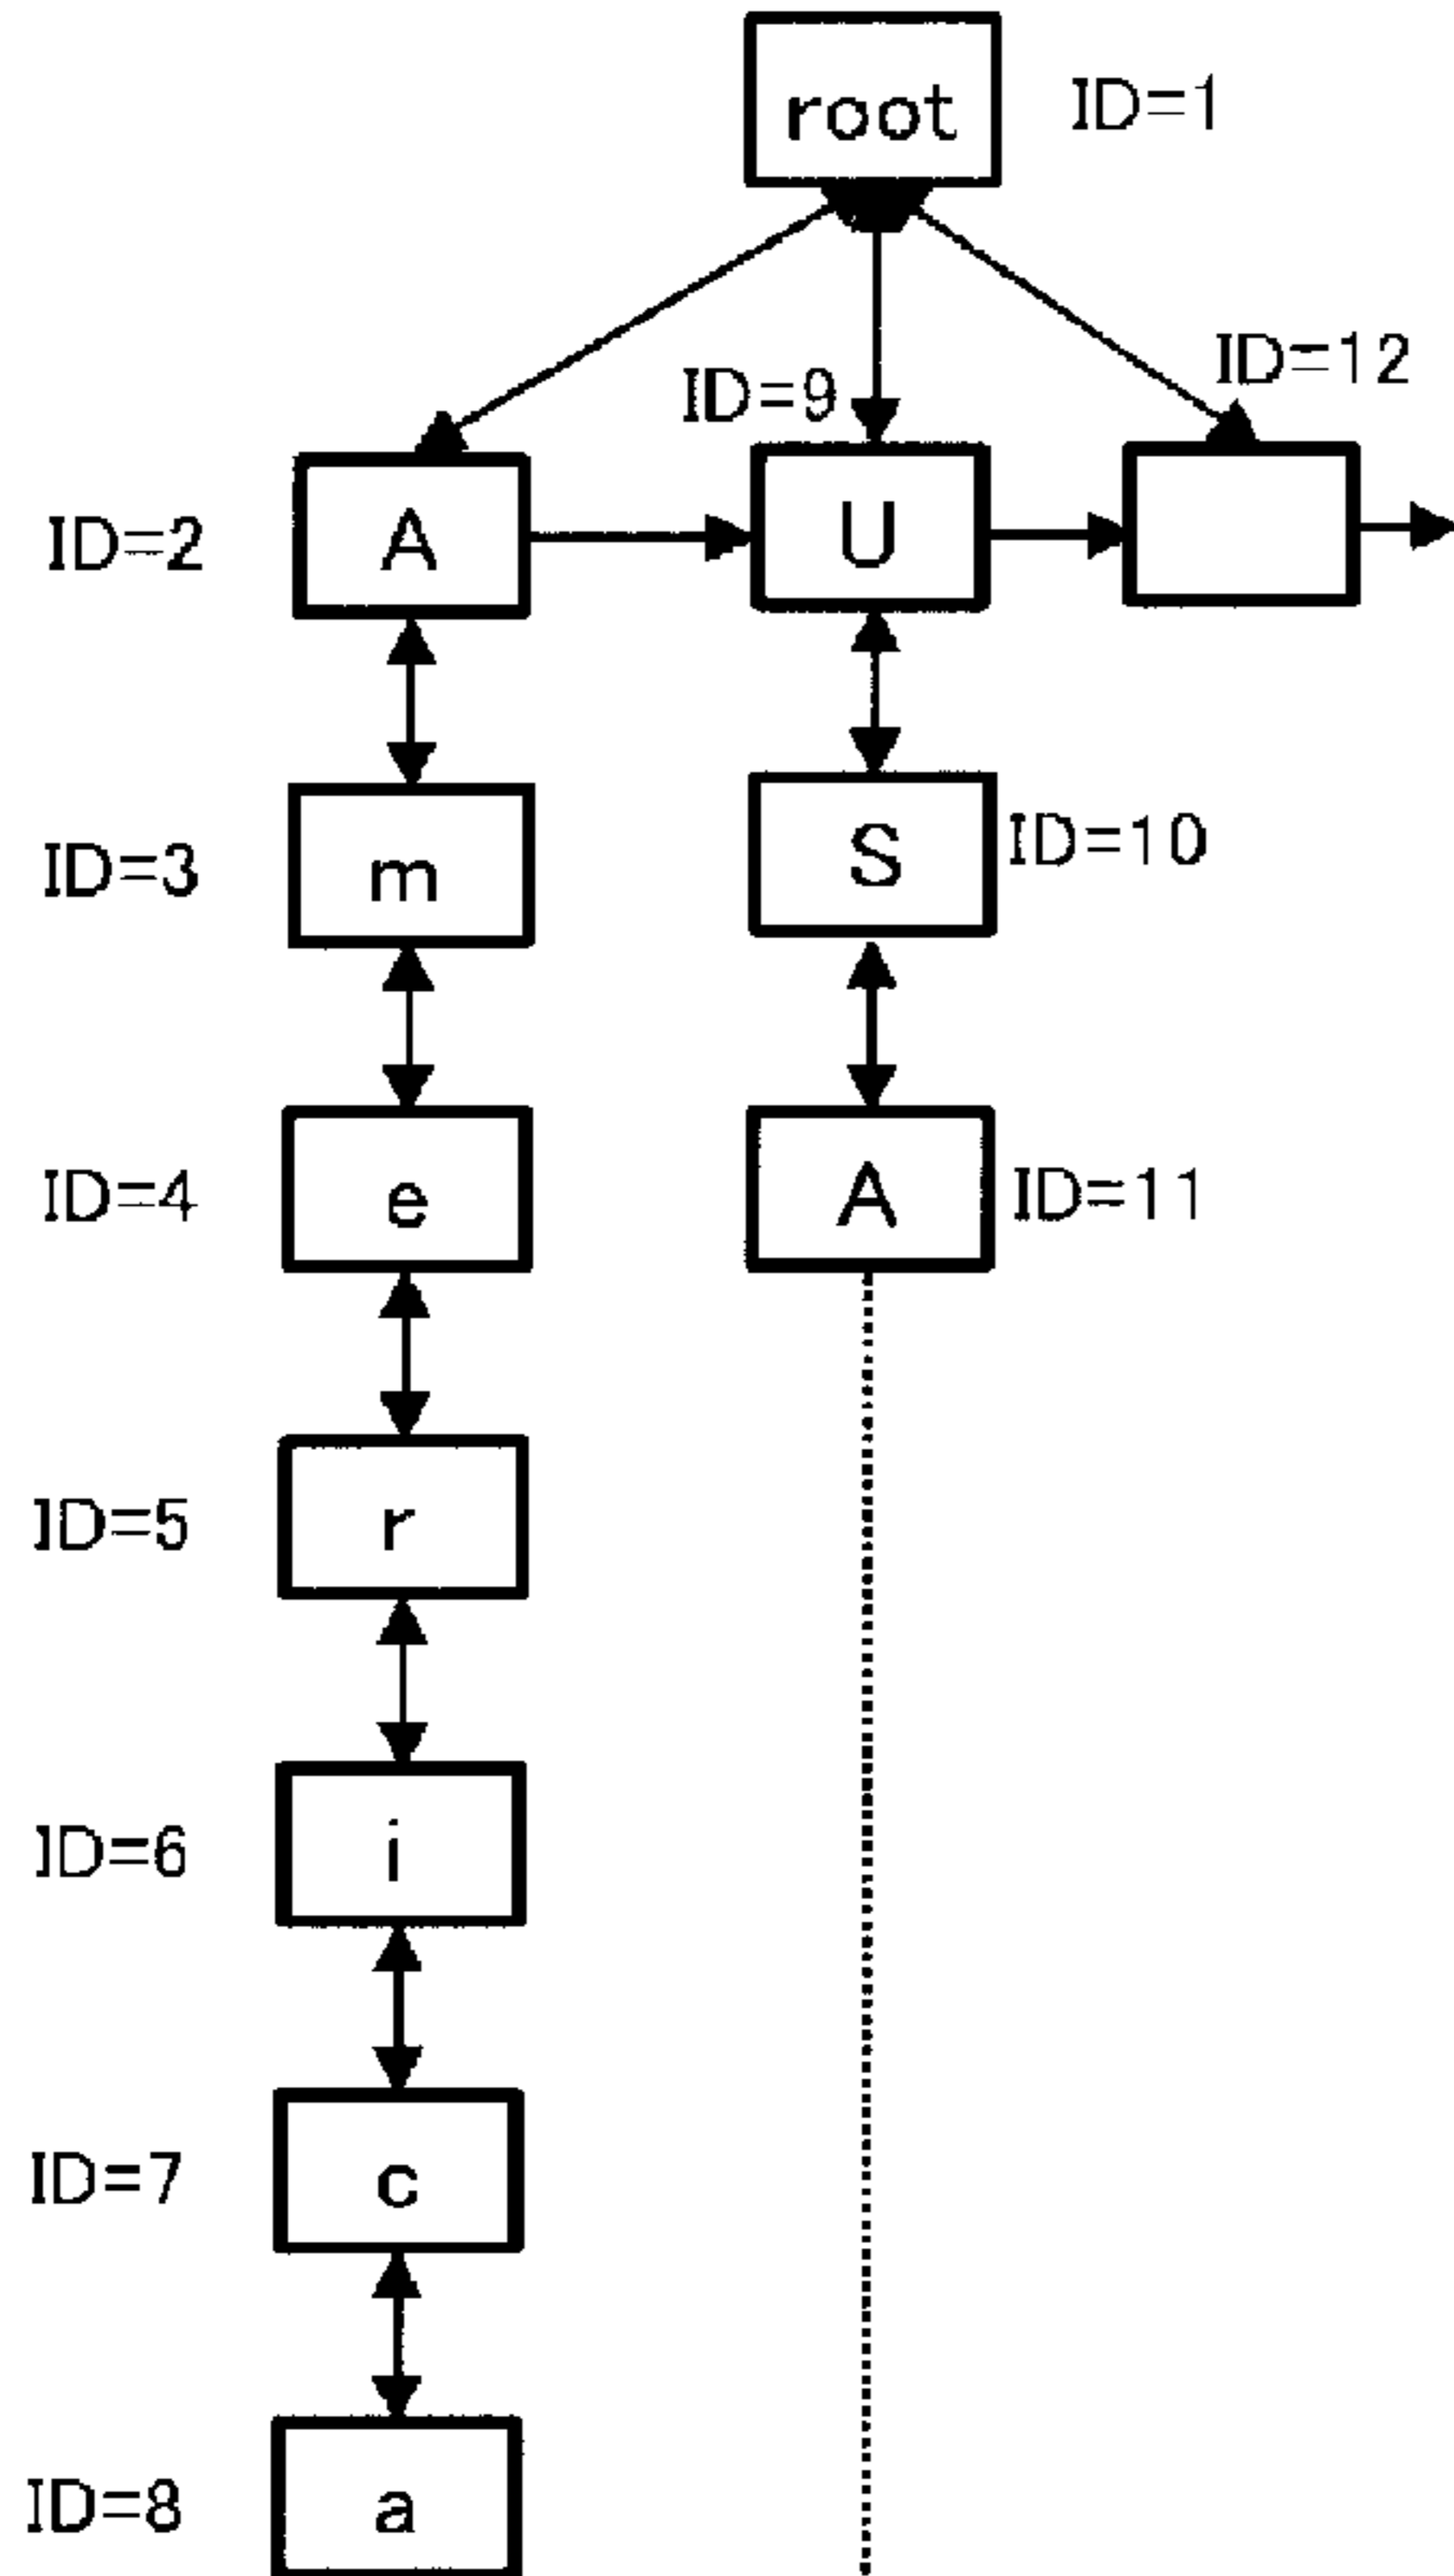 root ID=1
ID=9 ID=12
ID=2 A U
ID=3 m S ID=10
ID=4 e A ID=11
ID=5 r
ID=6 i
ID=7 c
ID=8 a